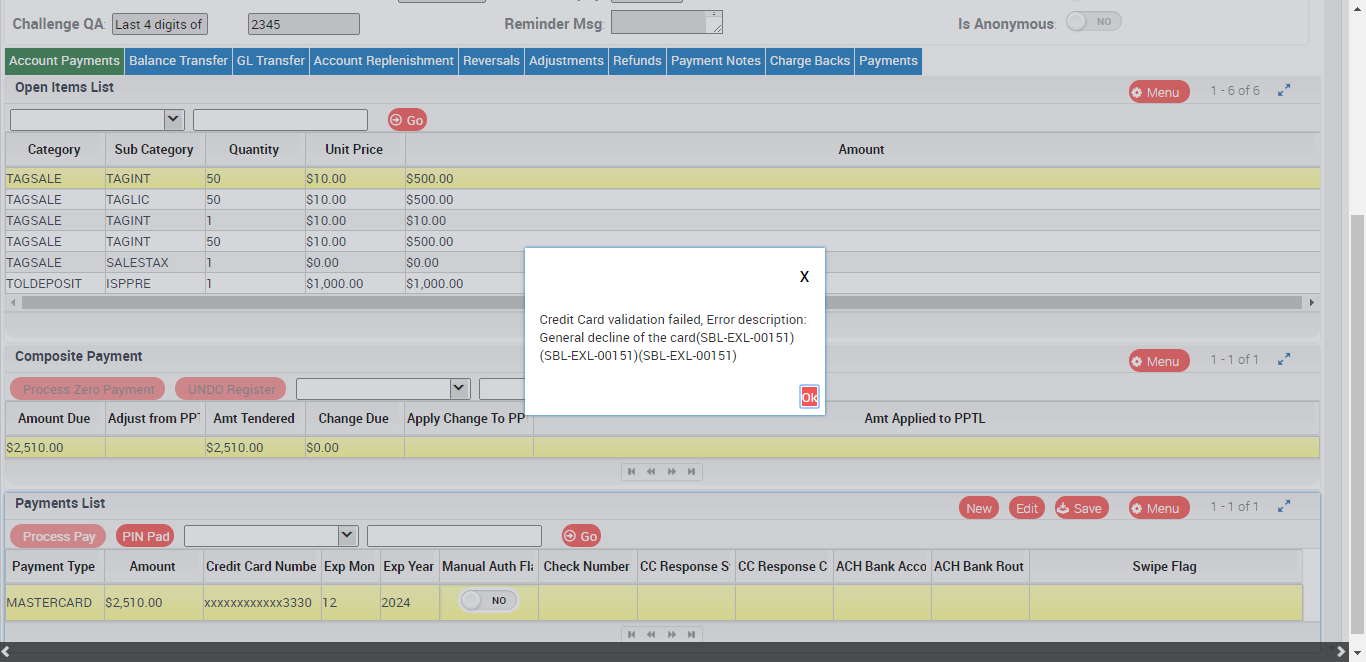 Challenge QA: Last 4 digits of 2345 Reminder Msg: Is Anonymous: NO
Account Payments Balance Transfer GL Transfer Account Replenishment Reversals Adjustments Refunds Payment Notes Charge Backs Payments
Open Items List Menu 1 - 6 of 6
Go
Category Sub Category Quantity Unit Price Amount
TAGSALE TAGINT 50 $10.00 $500.00
TAGSALE TAGLIC 50 $10.00 $500.00
TAGSALE TAGINT 1 $10.00 $10.00
TAGSALE TAGINT 50 $10.00 $500.00
TAGSALE SALESTAX 1 $0.00 $0.00
TOLDEPOSIT ISPPRE 1 $1,000.00 $1,000.00
X
Credit Card validation failed, Error description:
General decline of the card(SBL-EXL-00151)
(SBL-EXL-00151)(SBL-EXL-00151)
Ok
Composite Payment Menu 1 - 1 of 1
Process Zero Payment UNDO Register
Amount Due Adjust from PPT Amt Tendered Change Due Apply Change To PP Amt Applied to PPTL
$2,510.00 $2,510.00 $0.00
Payments List New Edit Save Menu 1 - 1 of 1
Process Pay PIN Pad Go
Payment Type Amount Credit Card Numbe Exp Mon Exp Year Manual Auth Fla Check Number CC Response S CC Response C ACH Bank Acco ACH Bank Rout Swipe Flag
MASTERCARD $2,510.00 xxxxxxxxxxxx3330 12 2024 NO